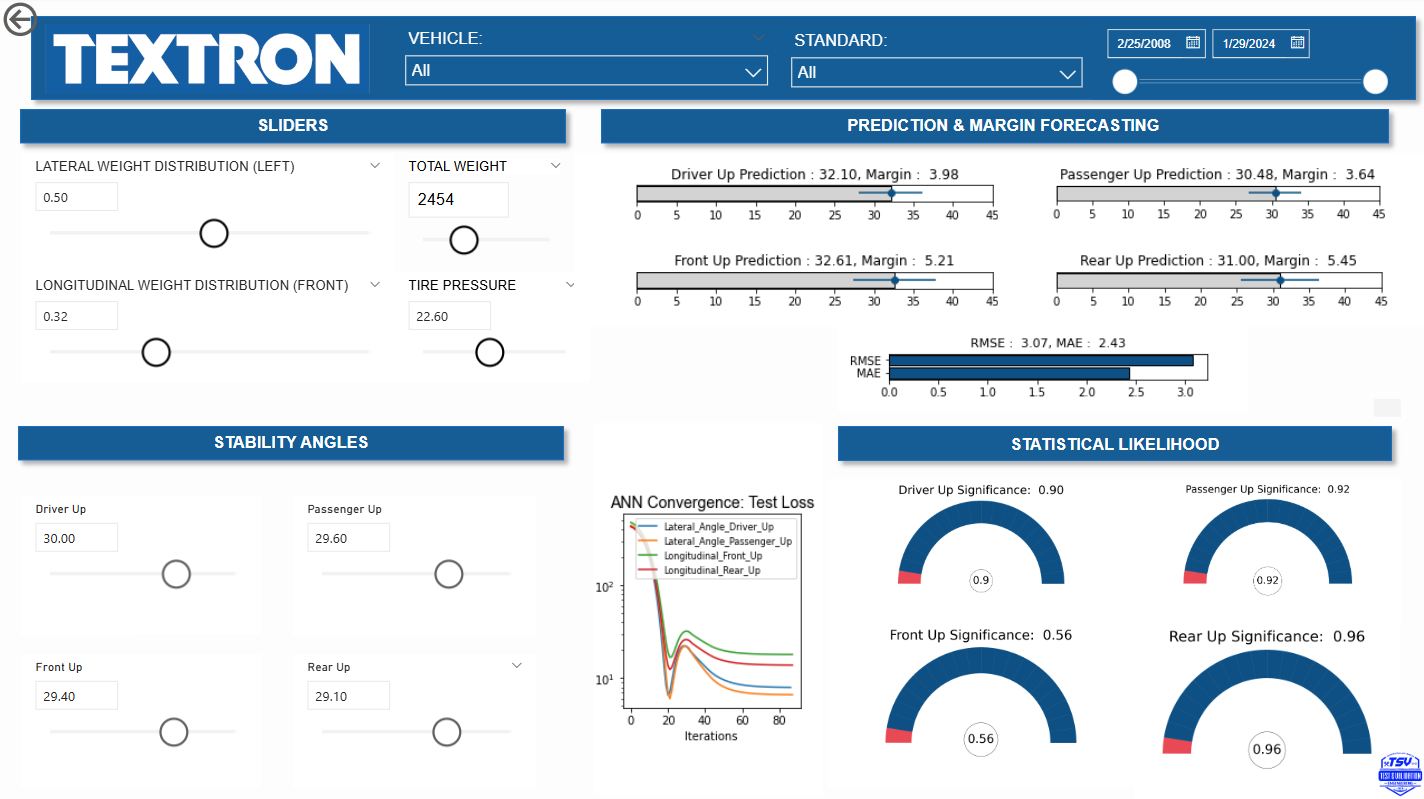 TEXTRON
VEHICLE:
All
STANDARD:
All
2/25/2008
1/29/2024
SLIDERS
LATERAL WEIGHT DISTRIBUTION (LEFT)
0.50
TOTAL WEIGHT
2454
LONGITUDINAL WEIGHT DISTRIBUTION (FRONT)
0.32
TIRE PRESSURE
22.60
PREDICTION & MARGIN FORECASTING
Driver Up Prediction : 32.10, Margin : 3.98
0 5 10 15 20 25 30 35 40 45
Passenger Up Prediction : 30.48, Margin : 3.64
0 5 10 15 20 25 30 35 40 45
Front Up Prediction : 32.61, Margin : 5.21
0 5 10 15 20 25 30 35 40 45
Rear Up Prediction : 31.00, Margin : 5.45
0 5 10 15 20 25 30 35 40 45
RMSE : 3.07, MAE : 2.43
RMSE
MAE
0.0 0.5 1.0 1.5 2.0 2.5 3.0
STABILITY ANGLES
Driver Up
30.00
Passenger Up
29.60
Front Up
29.40
Rear Up
29.10
ANN Convergence: Test Loss
Lateral_Angle_Driver_Up
Lateral_Angle_Passenger_Up
Longitudinal_Front_Up
Longitudinal_Rear_Up
10²
10¹
0 20 40 60 80
Iterations
STATISTICAL LIKELIHOOD
Driver Up Significance: 0.90
0.9
Passenger Up Significance: 0.92
0.92
Front Up Significance: 0.56
0.56
Rear Up Significance: 0.96
0.96
TSV
TEST & VALIDATION